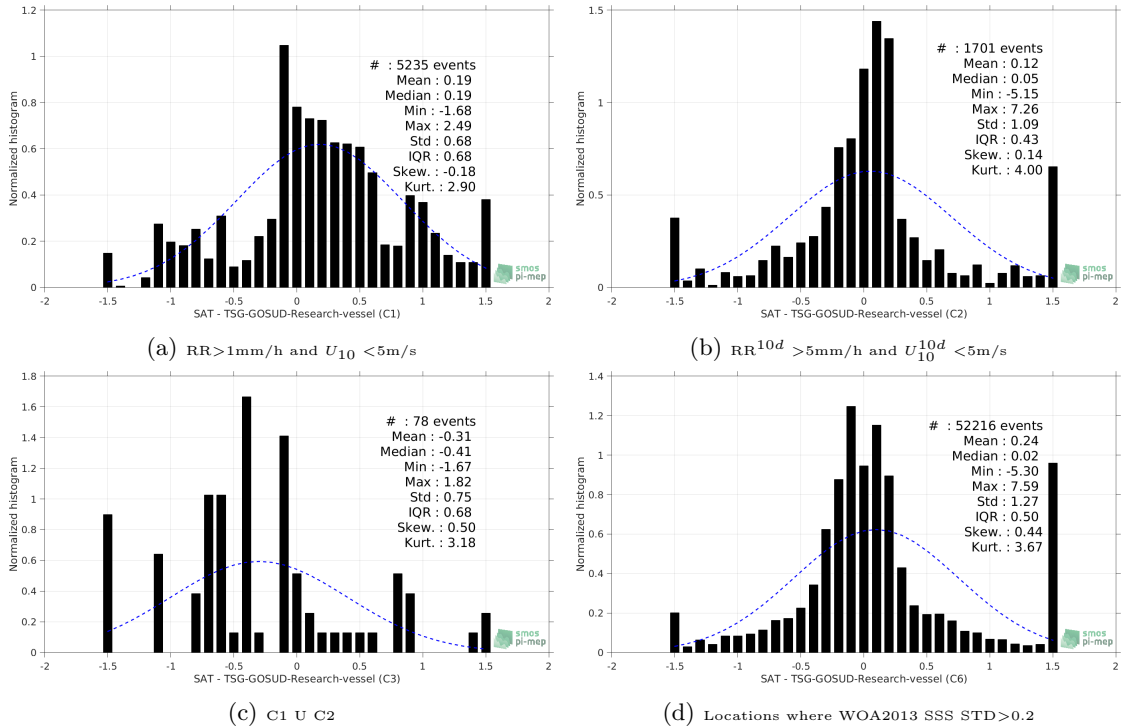 1.2
1
0.8
0.6
0.4
0.2
0
Normalized histogram
# : 5235 events
Mean : 0.19
Median : 0.19
Min : -1.68
Max : 2.49
Std : 0.68
IQR : 0.68
Skew. : -0.18
Kurt. : 2.90
smos
pi-mep
-2 -1.5 -1 -0.5 0 0.5 1 1.5 2
SAT - TSG-GOSUD-Research-vessel (C1)
(a) RR>1mm/h and U10 <5m/s
1.5
1
0.5
0
Normalized histogram
# : 1701 events
Mean : 0.12
Median : 0.05
Min : -5.15
Max : 7.26
Std : 1.09
IQR : 0.43
Skew. : 0.14
Kurt. : 4.00
smos
pi-mep
-2 -1.5 -1 -0.5 0 0.5 1 1.5 2
SAT - TSG-GOSUD-Research-vessel (C2)
(b) RR^10d >5mm/h and U10^10d <5m/s
1.8
1.6
1.4
1.2
1
0.8
0.6
0.4
0.2
0
Normalized histogram
# : 78 events
Mean : -0.31
Median : -0.41
Min : -1.67
Max : 1.82
Std : 0.75
IQR : 0.68
Skew. : 0.50
Kurt. : 3.18
smos
pi-mep
-2 -1.5 -1 -0.5 0 0.5 1 1.5 2
SAT - TSG-GOSUD-Research-vessel (C3)
(c) C1 U C2
1.4
1.2
1
0.8
0.6
0.4
0.2
0
Normalized histogram
# : 52216 events
Mean : 0.24
Median : 0.02
Min : -5.30
Max : 7.59
Std : 1.27
IQR : 0.50
Skew. : 0.44
Kurt. : 3.67
smos
pi-mep
-2 -1.5 -1 -0.5 0 0.5 1 1.5 2
SAT - TSG-GOSUD-Research-vessel (C6)
(d) Locations where WOA2013 SSS STD>0.2